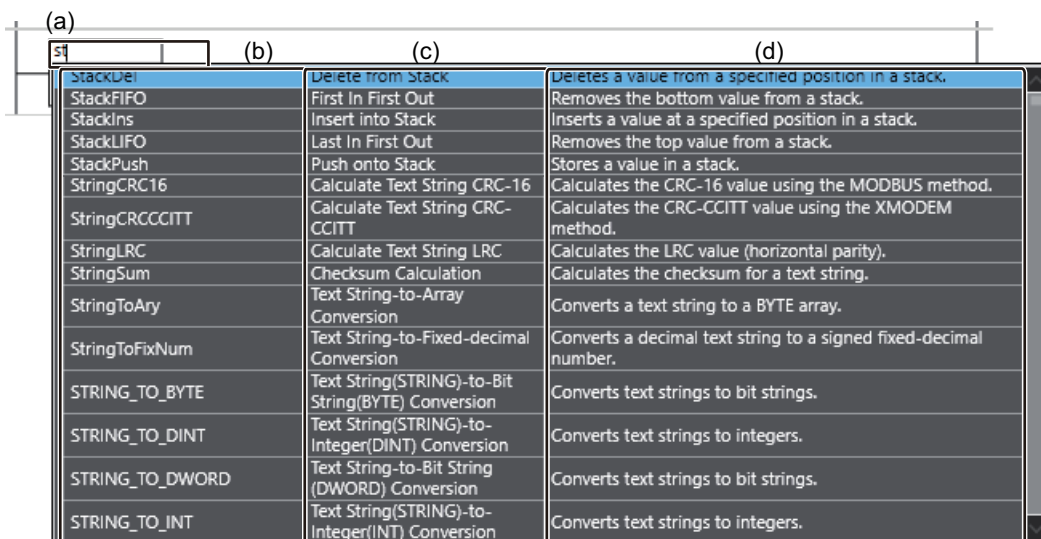 (a)
st
(b) (c) (d)
StackDel Delete from Stack Deletes a value from a specified position in a stack.
StackFIFO First In First Out Removes the bottom value from a stack.
StackIns Insert into Stack Inserts a value at a specified position in a stack.
StackLIFO Last In First Out Removes the top value from a stack.
StackPush Push onto Stack Stores a value in a stack.
StringCRC16 Calculate Text String CRC-16 Calculates the CRC-16 value using the MODBUS method.
StringCRCCCITT Calculate Text String CRC-
CCITT Calculates the CRC-CCITT value using the XMODEM
method.
StringLRC Calculate Text String LRC Calculates the LRC value (horizontal parity).
StringSum Checksum Calculation Calculates the checksum for a text string.
StringToAry Text String-to-Array
Conversion Converts a text string to a BYTE array.
StringToFixNum Text String-to-Fixed-decimal
Conversion Converts a decimal text string to a signed fixed-decimal
number.
STRING_TO_BYTE Text String(STRING)-to-Bit
String(BYTE) Conversion Converts text strings to bit strings.
STRING_TO_DINT Text String(STRING)-to-
Integer(DINT) Conversion Converts text strings to integers.
STRING_TO_DWORD Text String-to-Bit String
(DWORD) Conversion Converts text strings to bit strings.
STRING_TO_INT Text String(STRING)-to-
Integer(INT) Conversion Converts text strings to integers.